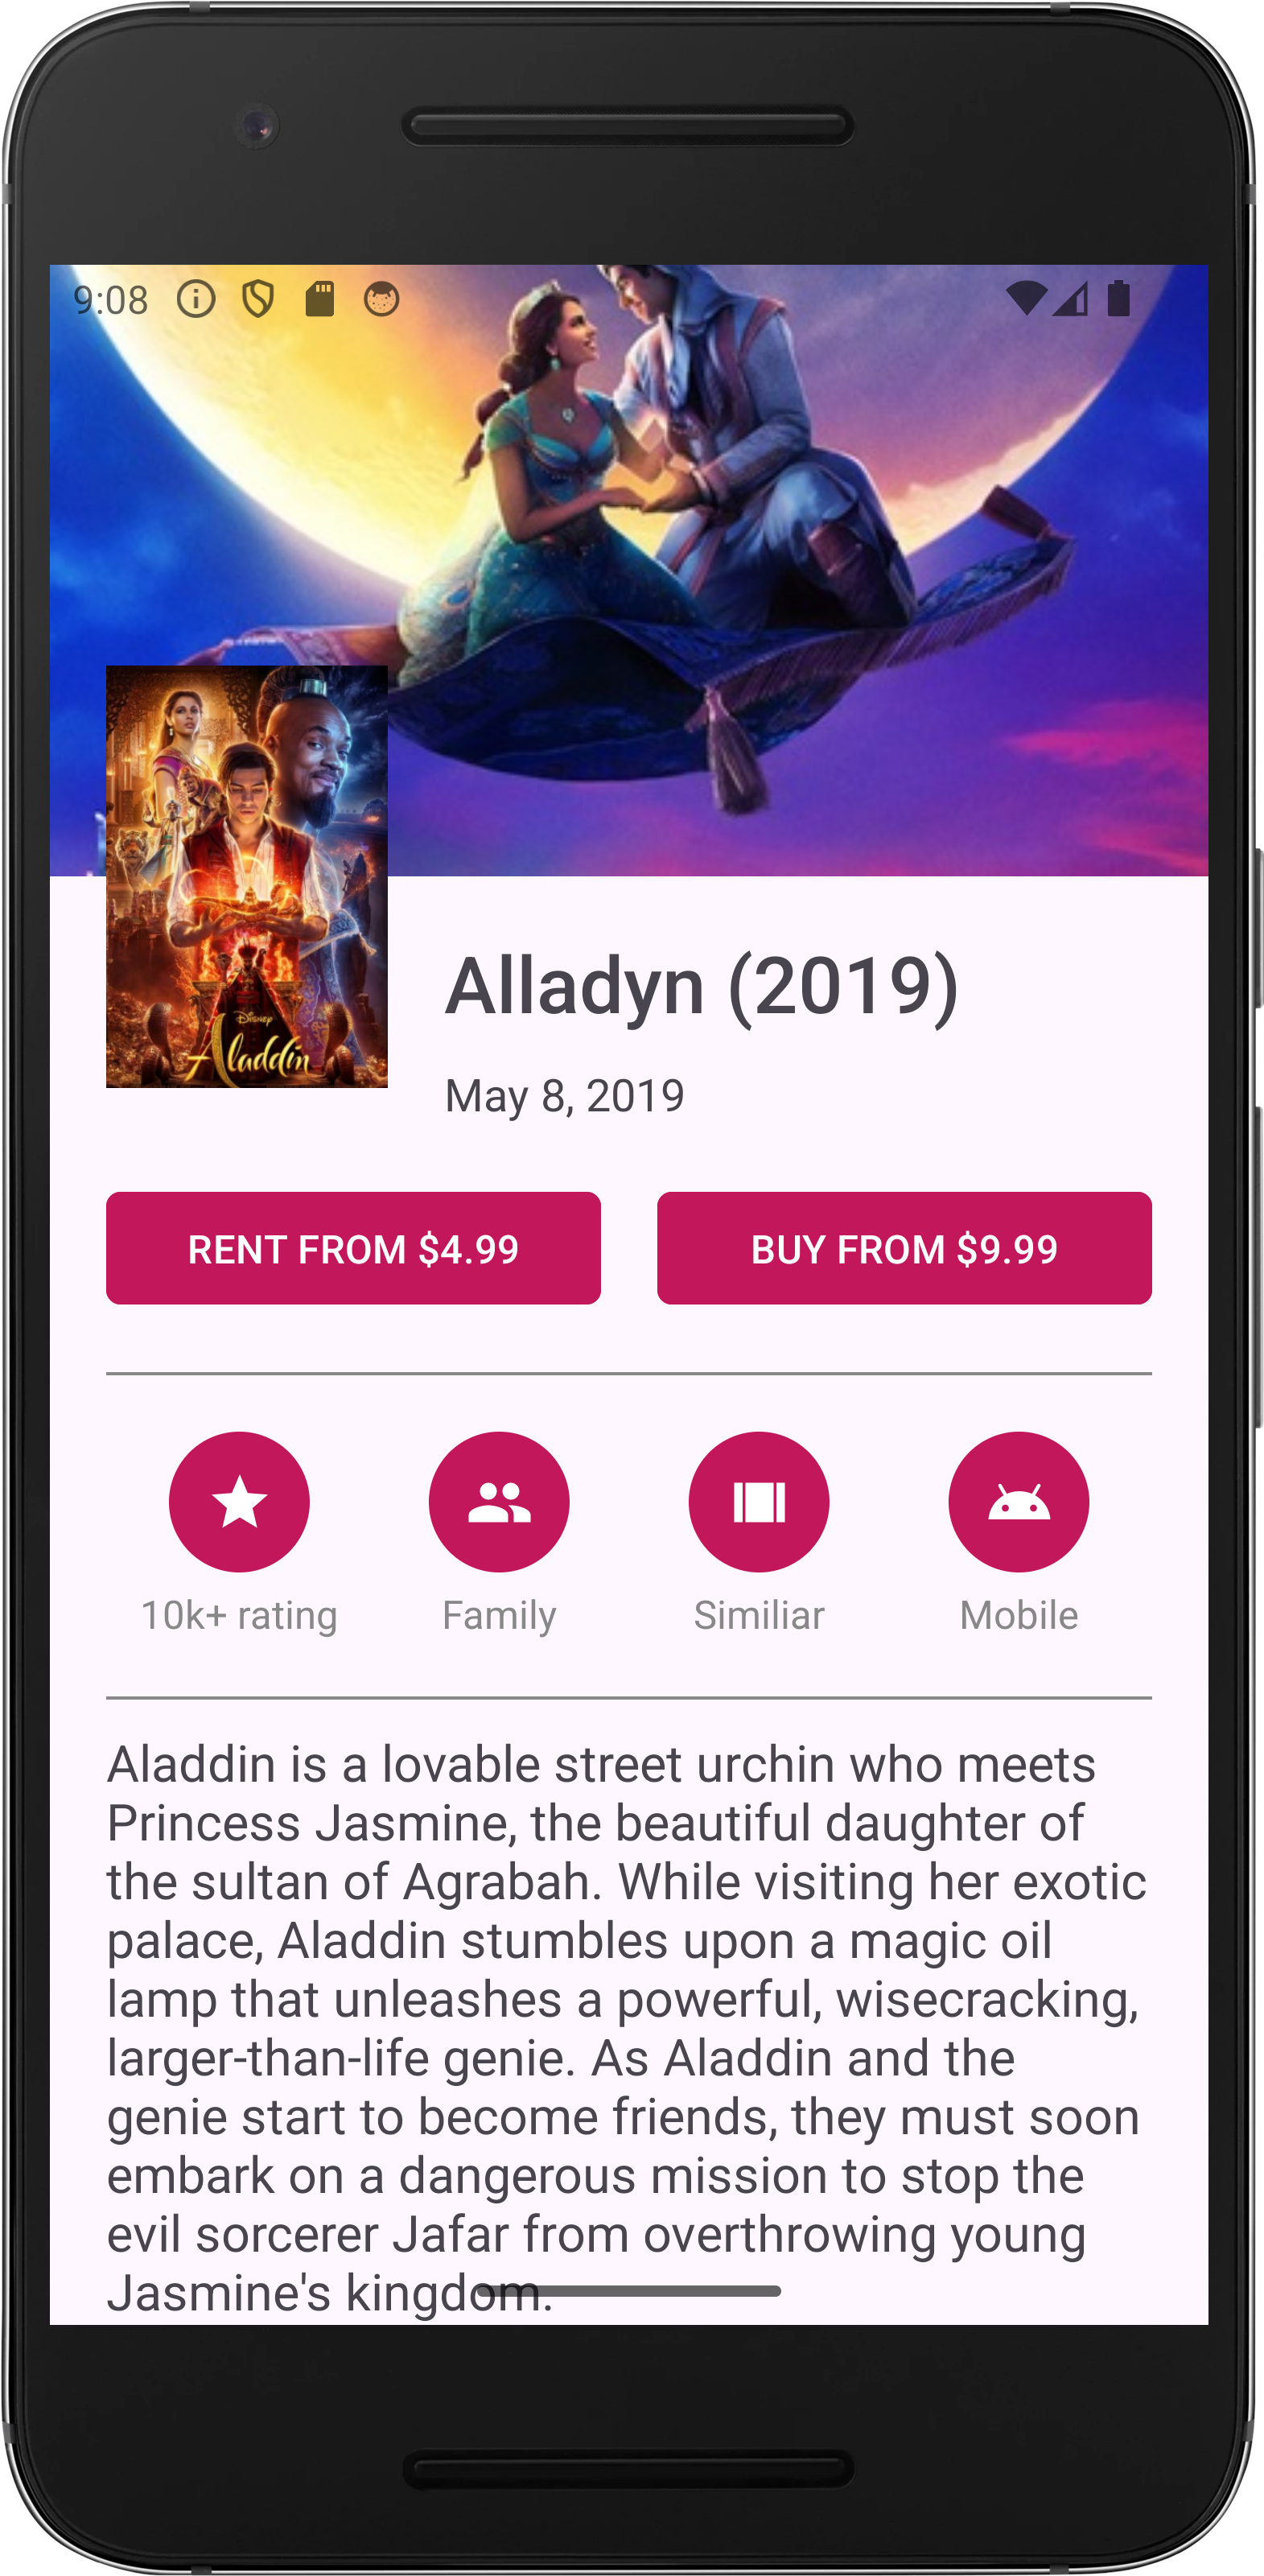 9:08
Disney
Aladdin
Alladyn (2019)
May 8, 2019
RENT FROM $4.99
BUY FROM $9.99
10k+ rating
Family
Similiar
Mobile
Aladdin is a lovable street urchin who meets
Princess Jasmine, the beautiful daughter of
the sultan of Agrabah. While visiting her exotic
palace, Aladdin stumbles upon a magic oil
lamp that unleashes a powerful, wisecracking,
larger-than-life genie. As Aladdin and the
genie start to become friends, they must soon
embark on a dangerous mission to stop the
evil sorcerer Jafar from overthrowing young
Jasmine's kingdom.